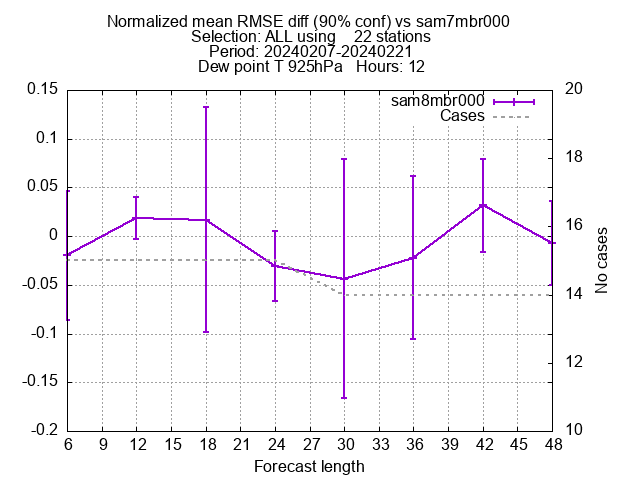 Normalized mean RMSE diff (90% conf) vs sam7mbr000
Selection: ALL using    22 stations
Period: 20240207-20240221
Dew point T 925hPa   Hours: 12
sam8mbr000
Cases
0.15
0.1
0.05
0
-0.05
-0.1
-0.15
-0.2
20
18
16
14
12
10
No cases
6 12 15 18 21 24 27 30 33 36 39 42 45 48
Forecast length